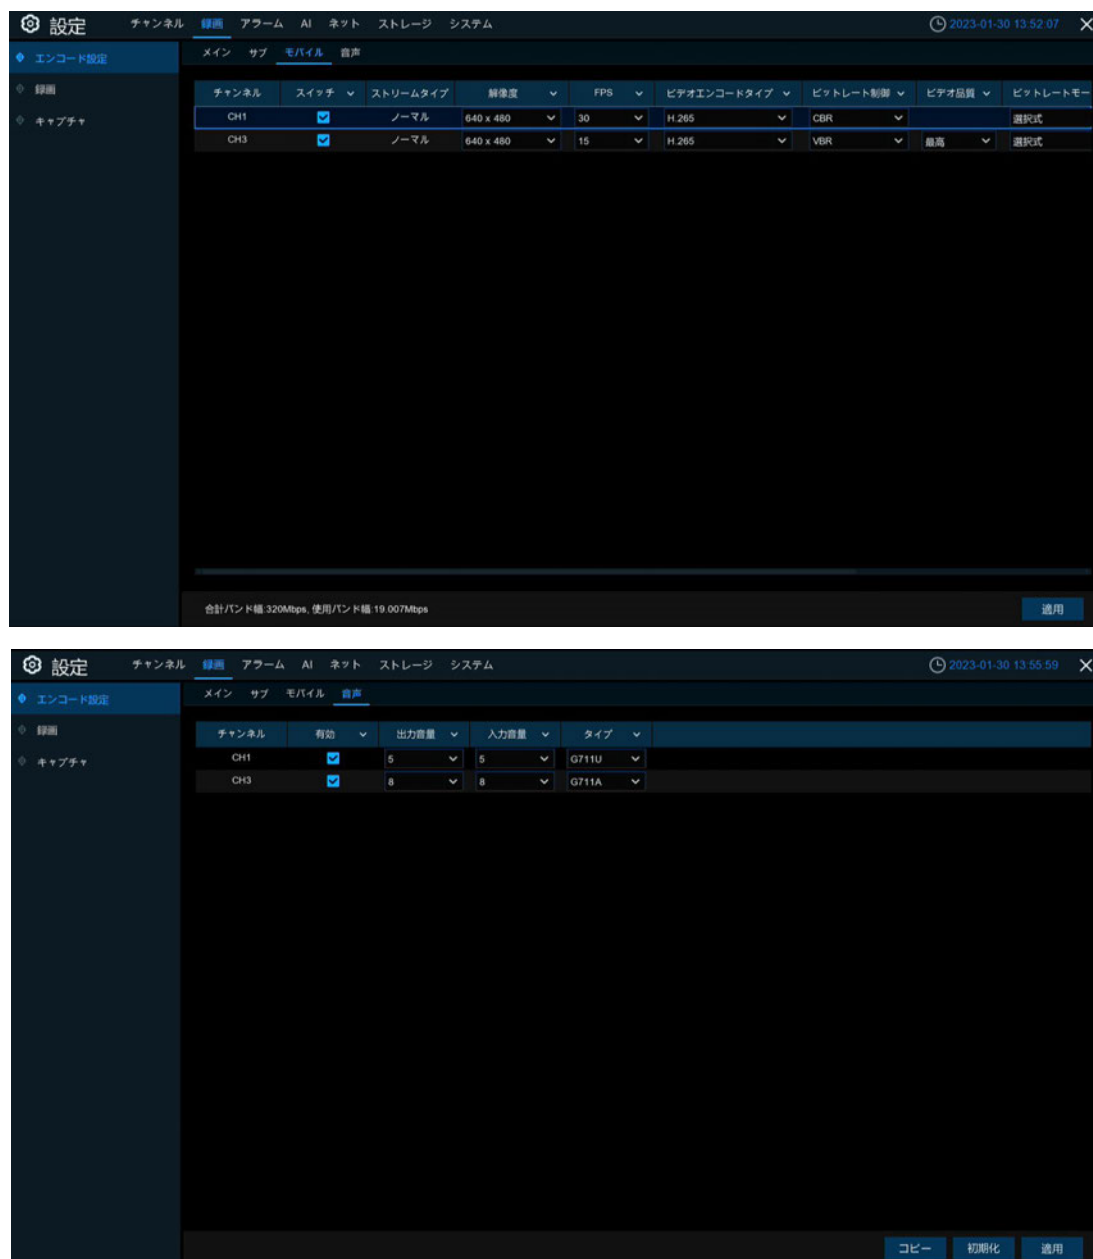 設定 チャンネル 録画 アラーム AI ネット ストレージ システム 2023-01-30 13:52:07
エンコード設定 メイン サブ モバイル 音声
録画
キャプチャ
チャンネル スイッチ ストリームタイプ 解像度 FPS ビデオエンコードタイプ ビットレート制御 ビデオ品質 ビットレートモー
CH1 ノーマル 640 x 480 30 H.265 CBR 選択式
CH3 ノーマル 640 x 480 15 H.265 VBR 最高 選択式
合計バンド幅:320Mbps, 使用バンド幅:19.007Mbps 適用
設定 チャンネル 録画 アラーム AI ネット ストレージ システム 2023-01-30 13:55:59
エンコード設定 メイン サブ モバイル 音声
録画
キャプチャ
チャンネル 有効 出力音量 入力音量 タイプ
CH1 5 5 G711U
CH3 8 8 G711A
コピー 初期化 適用